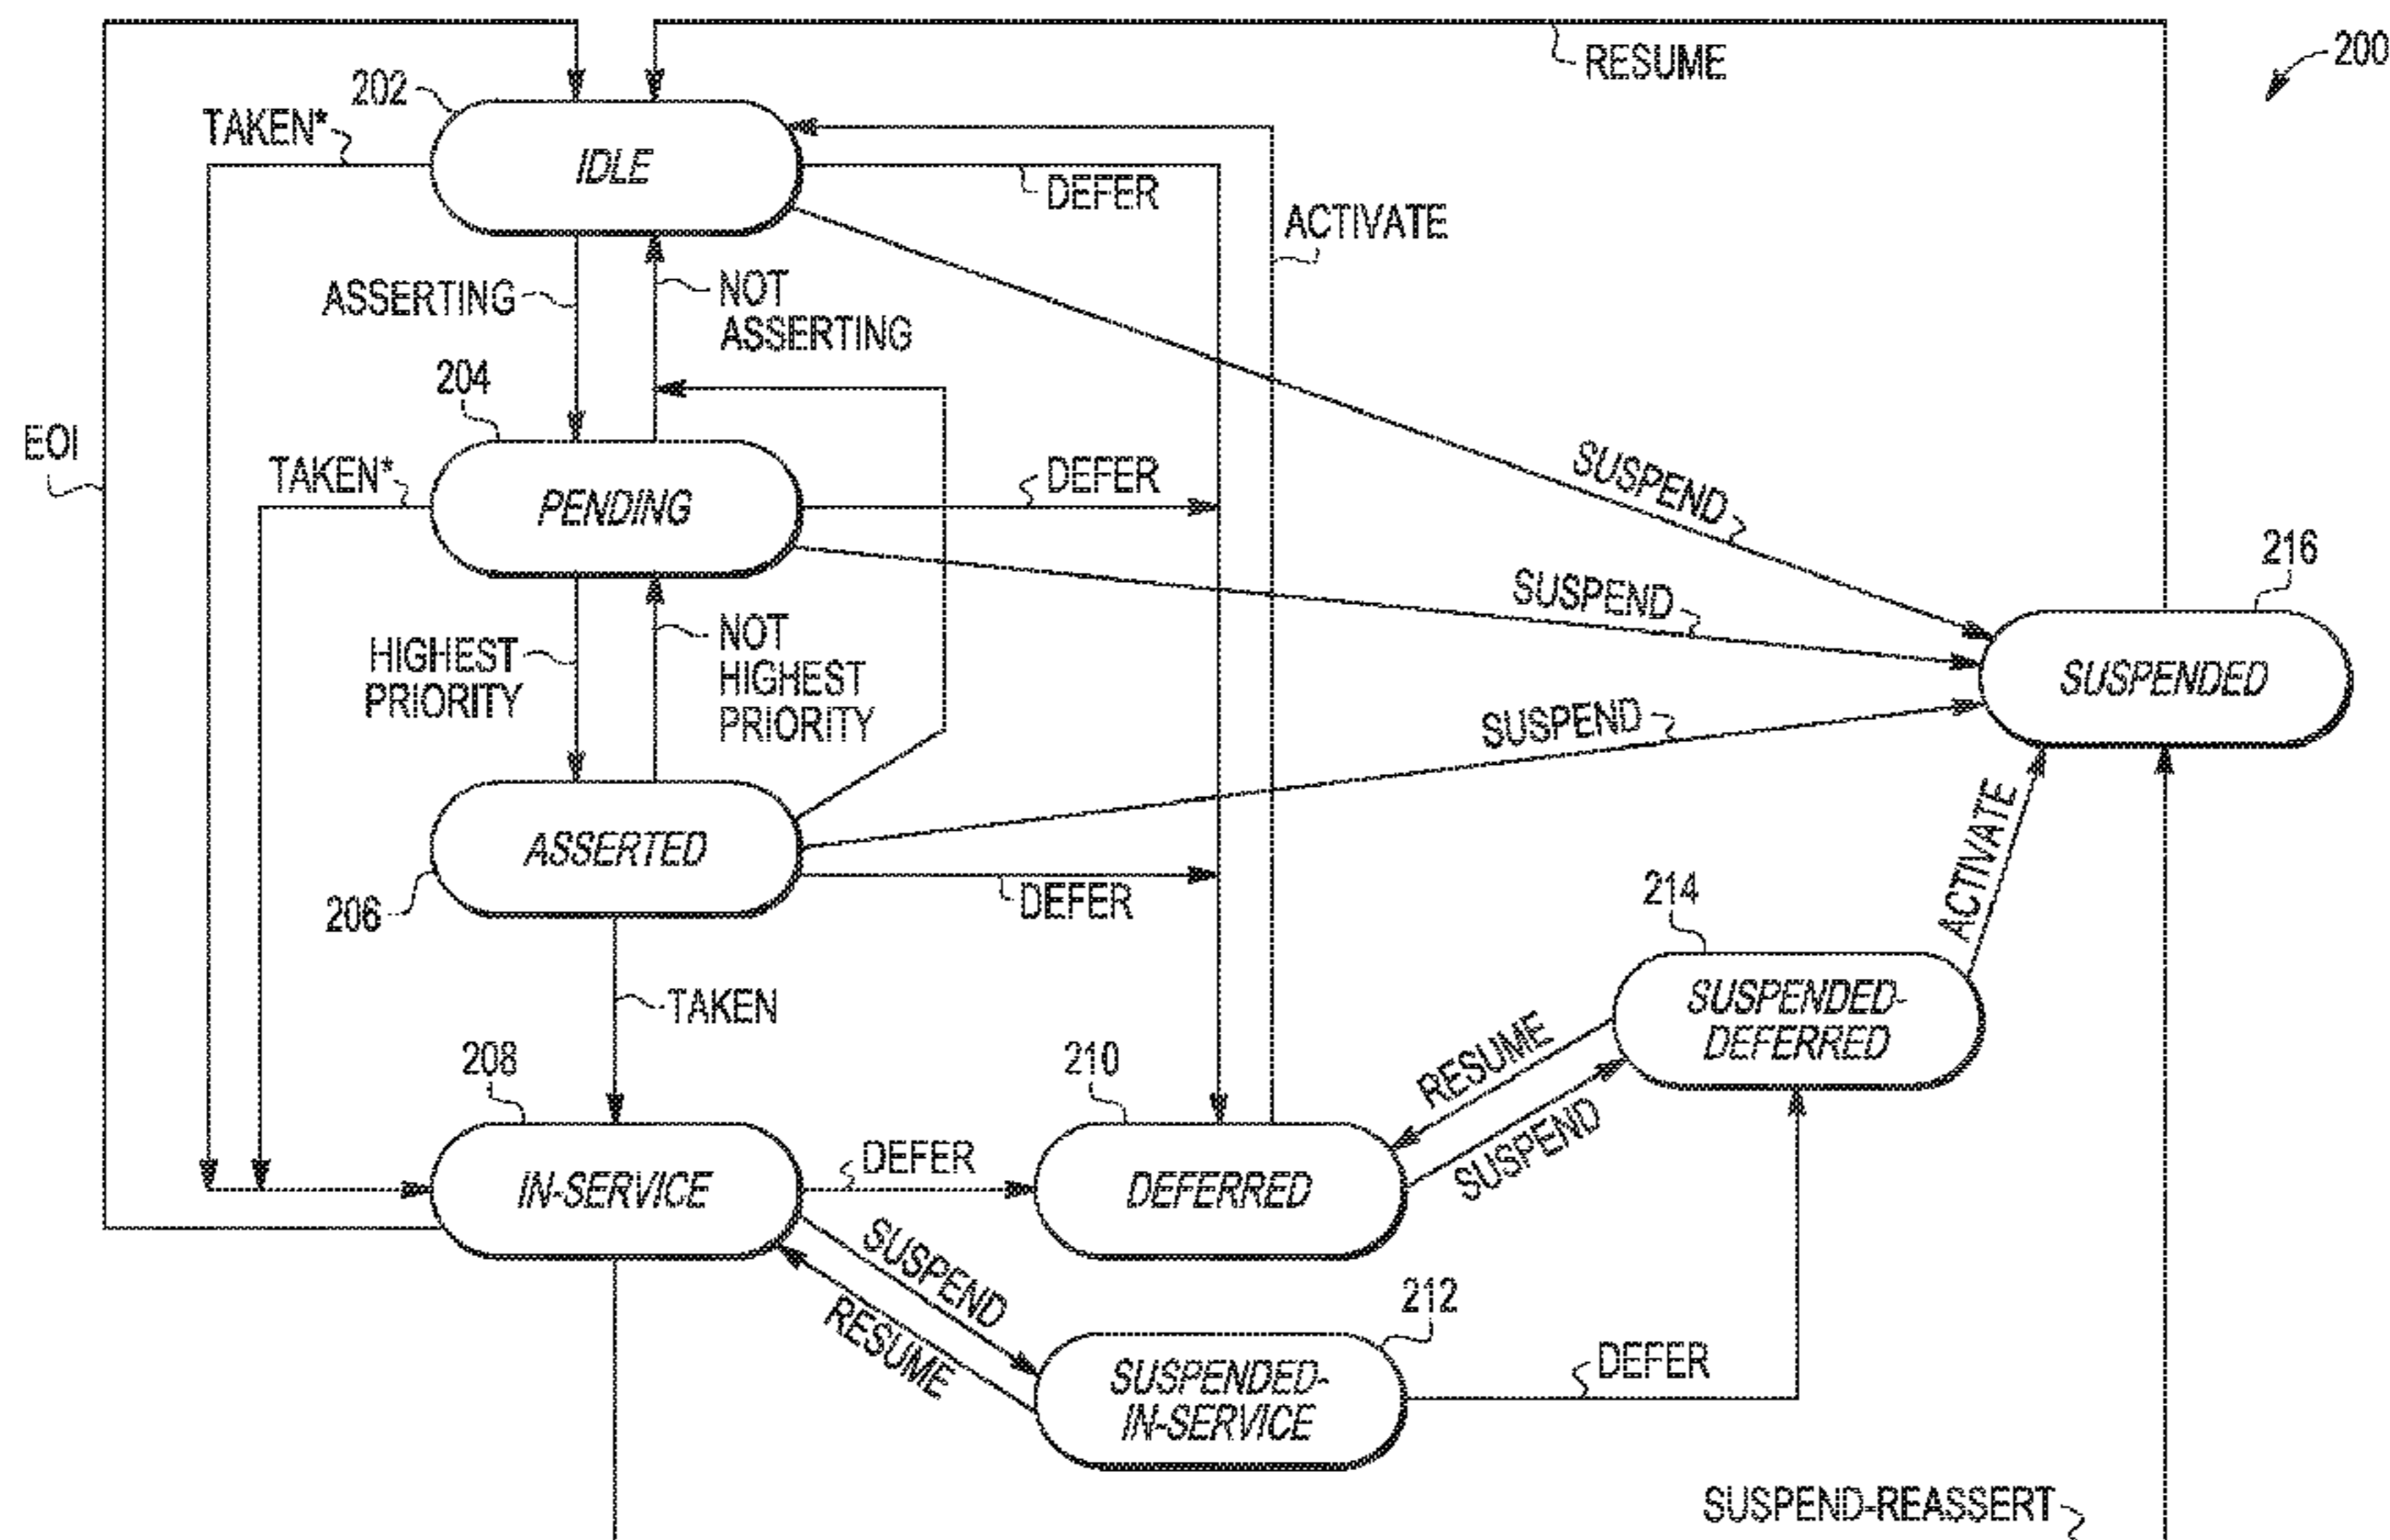 RESUME
200
202
TAKEN*
IDLE
DEFER
ACTIVATE
ASSERTING
NOT
ASSERTING
204
EOI
TAKEN*
DEFER
SUSPEND
PENDING
216
SUSPEND
HIGHEST
PRIORITY
NOT
HIGHEST
PRIORITY
SUSPENDED
SUSPEND
ASSERTED
ACTIVATE
206
DEFER
214
TAKEN
SUSPENDED-
DEFERRED
208
210
RESUME
DEFER
SUSPEND
IN-SERVICE
DEFERRED
SUSPEND
RESUME
212
DEFER
SUSPENDED-
IN-SERVICE
SUSPEND-REASSERT